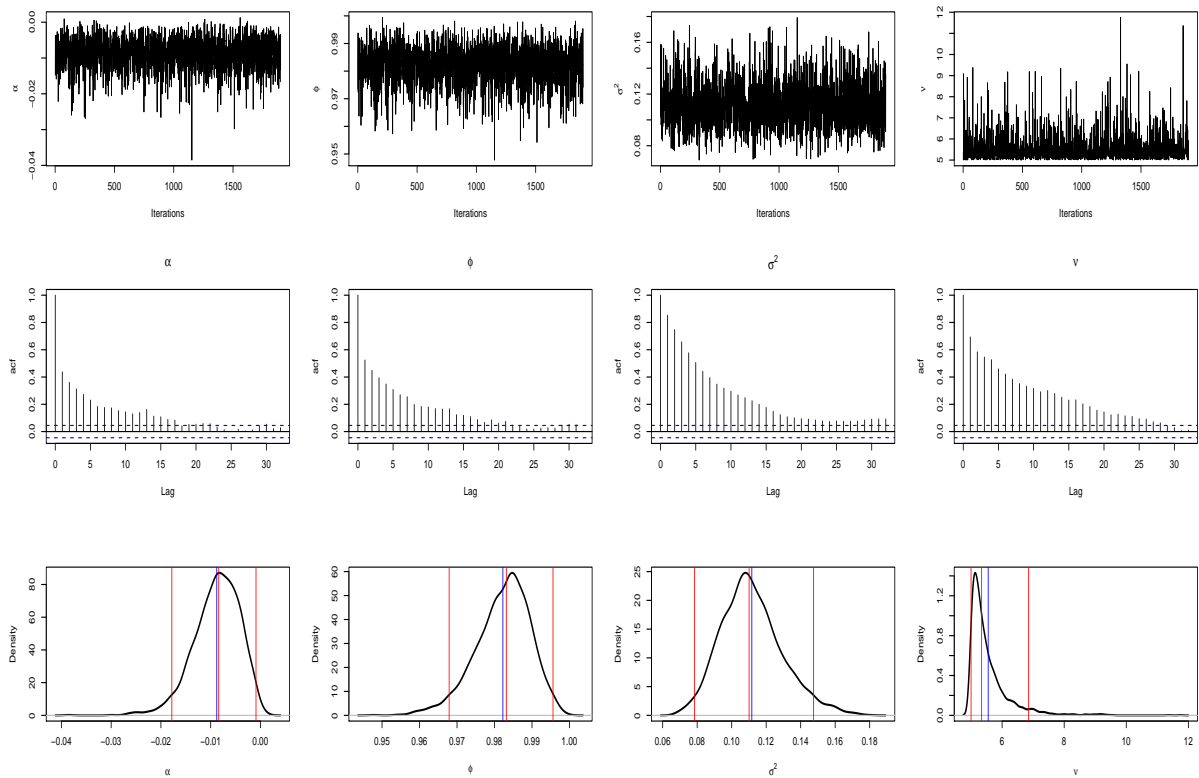 0.00
−0.02
−0.04
α
0 500 1000 1500
Iterations
0.99
0.97
0.95
ϕ
0 500 1000 1500
Iterations
0.16
0.12
0.08
σ²
0 500 1000 1500
Iterations
12
11
10
9
8
7
6
5
ν
0 500 1000 1500
Iterations
α
1.0
0.8
0.6
0.4
0.2
0.0
acf
0 5 10 15 20 25 30
Lag
ϕ
1.0
0.8
0.6
0.4
0.2
0.0
acf
0 5 10 15 20 25 30
Lag
σ²
1.0
0.8
0.6
0.4
0.2
0.0
acf
0 5 10 15 20 25 30
Lag
ν
1.0
0.8
0.6
0.4
0.2
0.0
acf
0 5 10 15 20 25 30
Lag
80
60
40
20
0
Density
−0.04 −0.03 −0.02 −0.01 0.00
α
60
50
40
30
20
10
0
Density
0.95 0.96 0.97 0.98 0.99 1.00
ϕ
25
20
15
10
5
0
Density
0.06 0.08 0.10 0.12 0.14 0.16 0.18
σ²
1.2
0.8
0.4
0.0
Density
6 8 10 12
ν